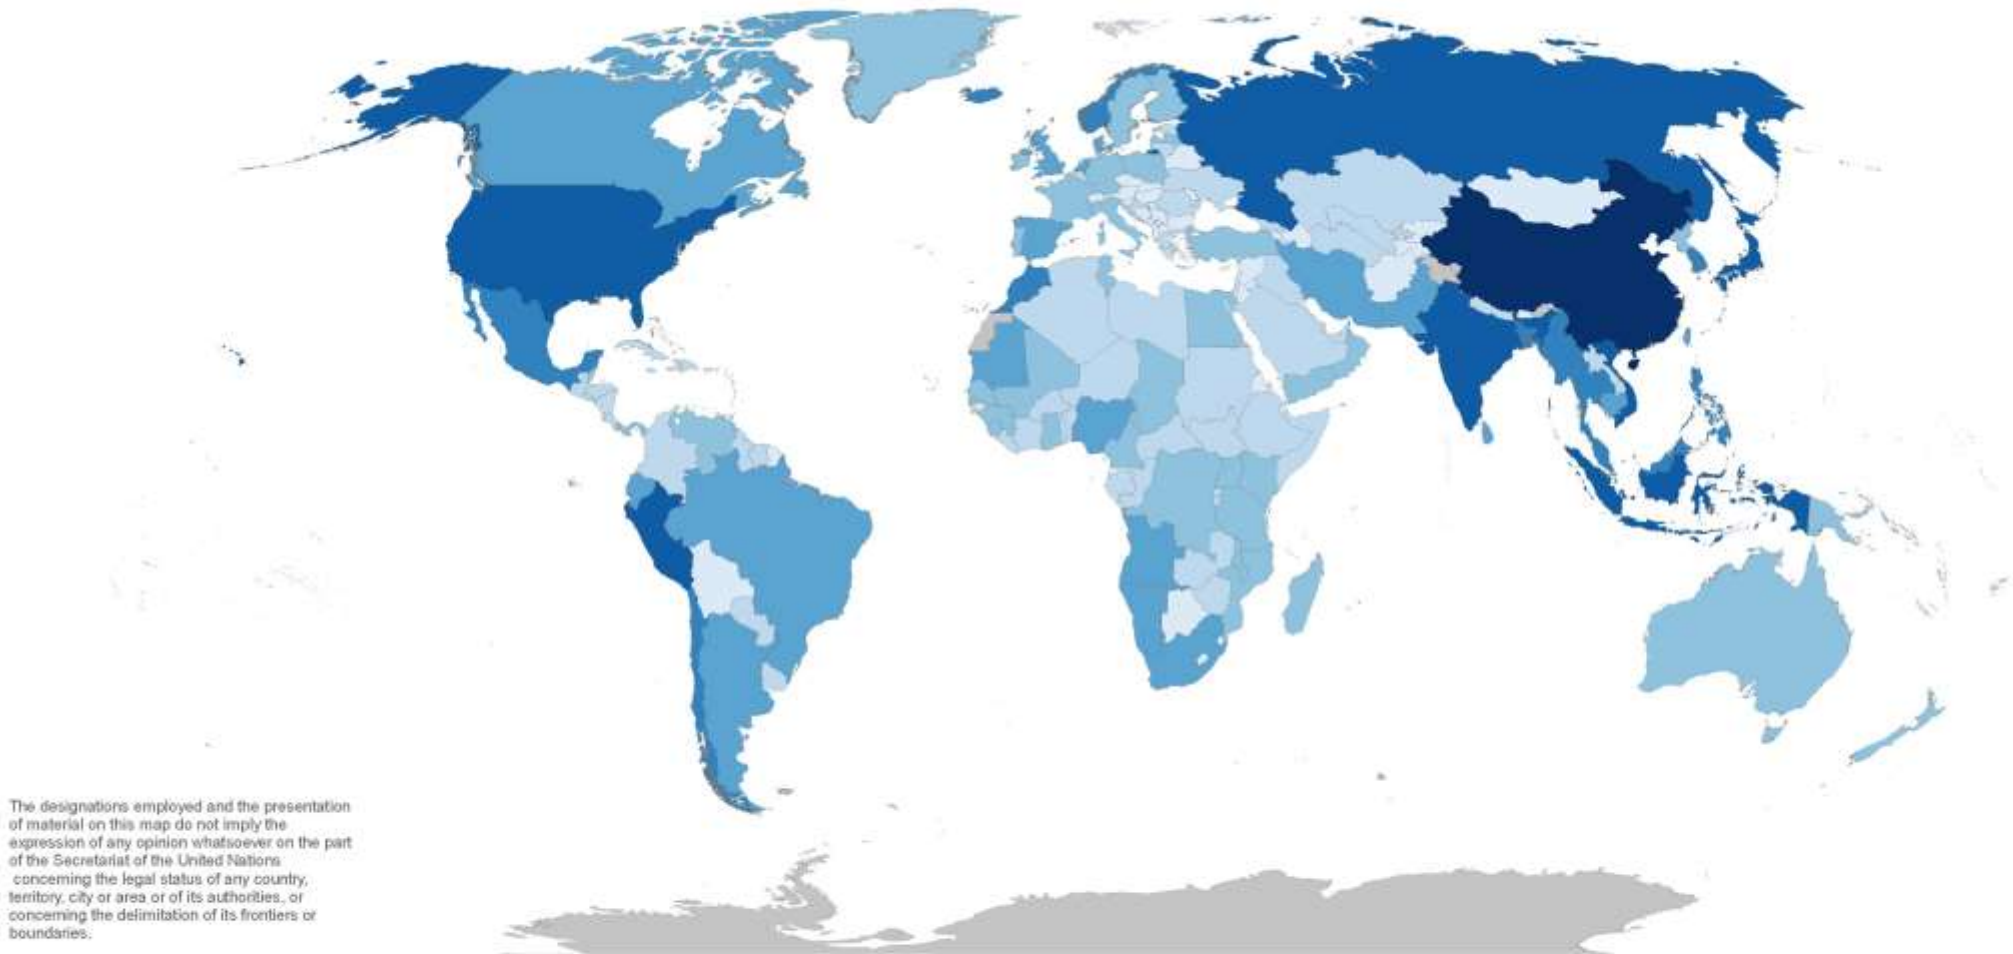 The designations employed and the presentation
of material on this map do not imply the
expression of any opinion whatsoever on the part
of the Secretariat of the United Nations
concerning the legal status of any country,
territory, city or area or of its authorities, or
concerning the delimitation of its frontiers or
boundaries.